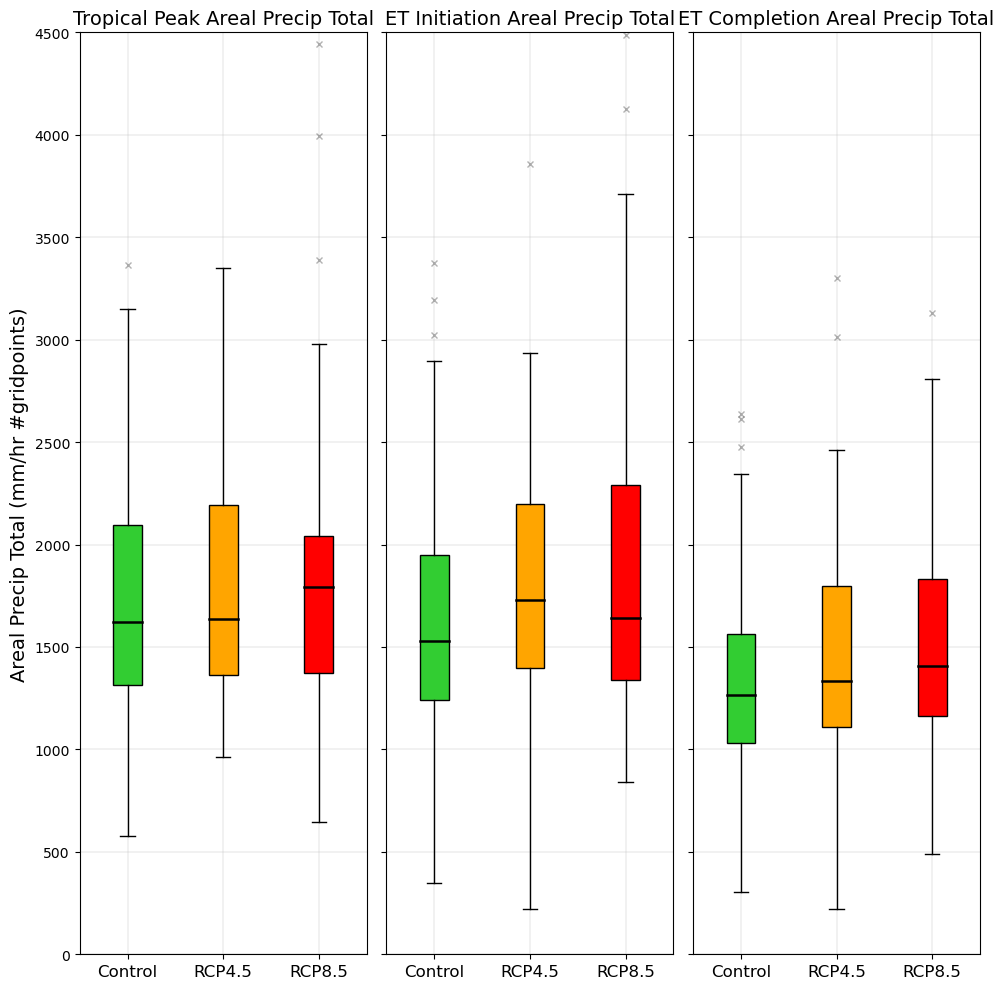 Tropical Peak Areal Precip Total
ET Initiation Areal Precip Total
ET Completion Areal Precip Total
Areal Precip Total (mm/hr #gridpoints)
4500
4000
3500
3000
2500
2000
1500
1000
500
0
Control RCP4.5 RCP8.5
Control RCP4.5 RCP8.5
Control RCP4.5 RCP8.5